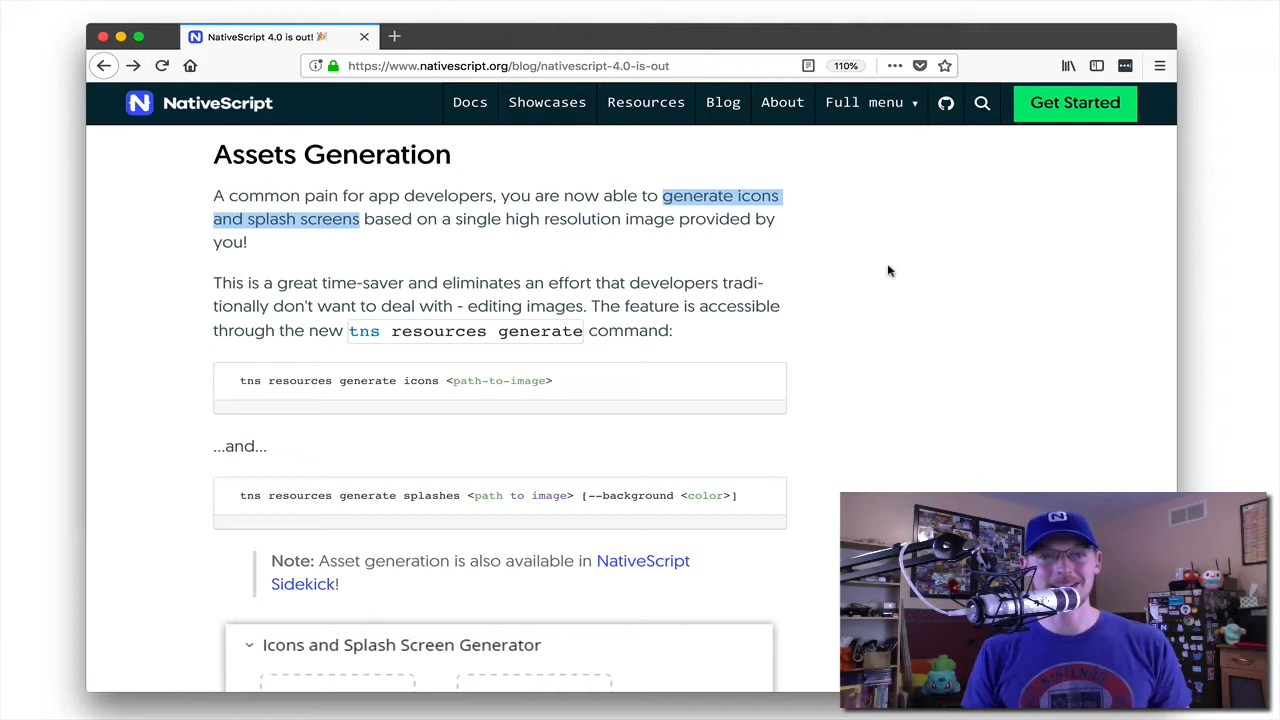 NativeScript 4.0 is out! 🎉
https://www.nativescript.org/blog/nativescript-4.0-is-out
110%
NativeScript
Docs
Showcases
Resources
Blog
About
Full menu
Get Started
Assets Generation
A common pain for app developers, you are now able to generate icons
and splash screens based on a single high resolution image provided by
you!
This is a great time-saver and eliminates an effort that developers tradi-
tionally don't want to deal with - editing images. The feature is accessible
through the new tns resources generate command:
tns resources generate icons <path-to-image>
...and...
tns resources generate splashes <path to image> [--background <color>]
Note: Asset generation is also available in NativeScript
Sidekick!
Icons and Splash Screen Generator